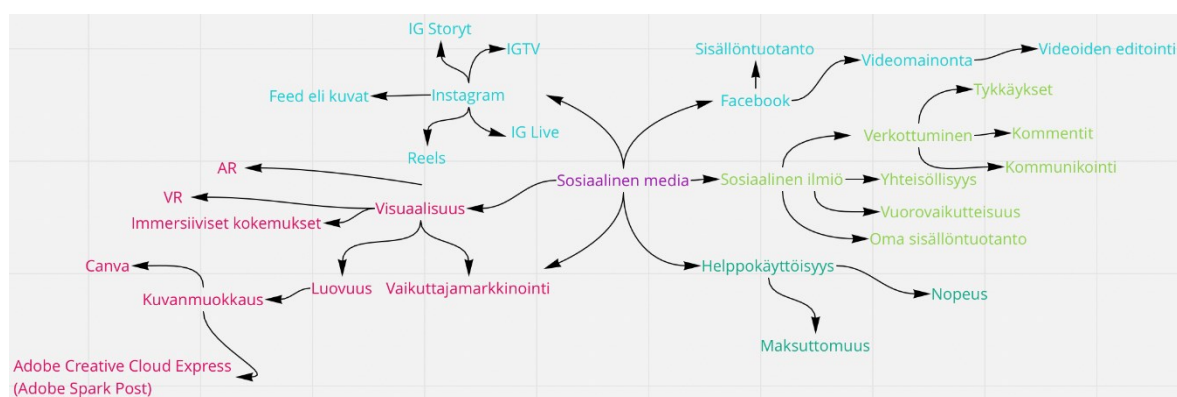 IG Storyt
IGTV
Feed eli kuvat
Instagram
IG Live
Reels
Sisällöntuotanto
Facebook
Videomainonta
Videoiden editointi
Tykkäykset
Verkottuminen
Kommentit
Kommunikointi
Sosiaalinen media
Sosiaalinen ilmiö
Yhteisöllisyys
Vuorovaikutteisuus
Oma sisällöntuotanto
AR
VR
Visuaalisuus
Immersiiviset kokemukset
Canva
Kuvanmuokkaus
Luovuus
Vaikuttajamarkkinointi
Adobe Creative Cloud Express
(Adobe Spark Post)
Helppokäyttöisyys
Nopeus
Maksuttomuus